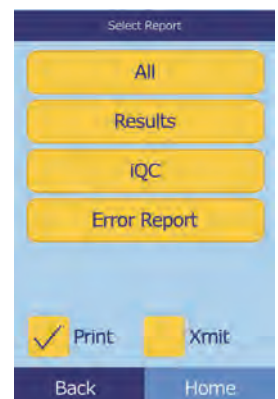 Select Report
All
Results
iQC
Error Report
Print Xmit
Back Home